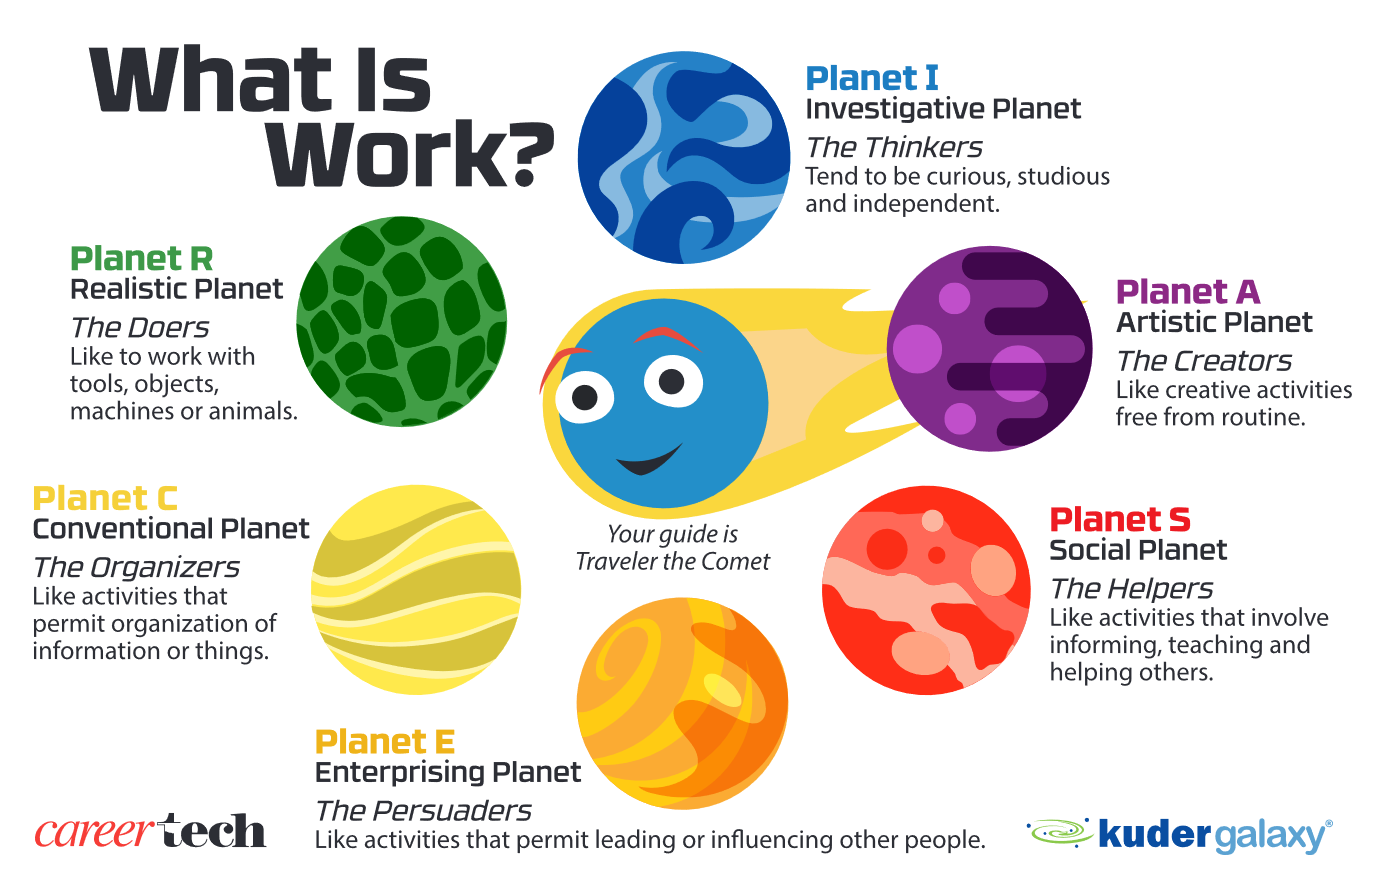 What Is
Work?
Planet I
Investigative Planet
The Thinkers
Tend to be curious, studious
and independent.
Planet R
Realistic Planet
The Doers
Like to work with
tools, objects,
machines or animals.
Planet A
Artistic Planet
The Creators
Like creative activities
free from routine.
Planet C
Conventional Planet
The Organizers
Like activities that
permit organization of
information or things.
Your guide is
Traveler the Comet
Planet S
Social Planet
The Helpers
Like activities that involve
informing, teaching and
helping others.
Planet E
Enterprising Planet
The Persuaders
Like activities that permit leading or influencing other people.
careertech
kudergalaxy®